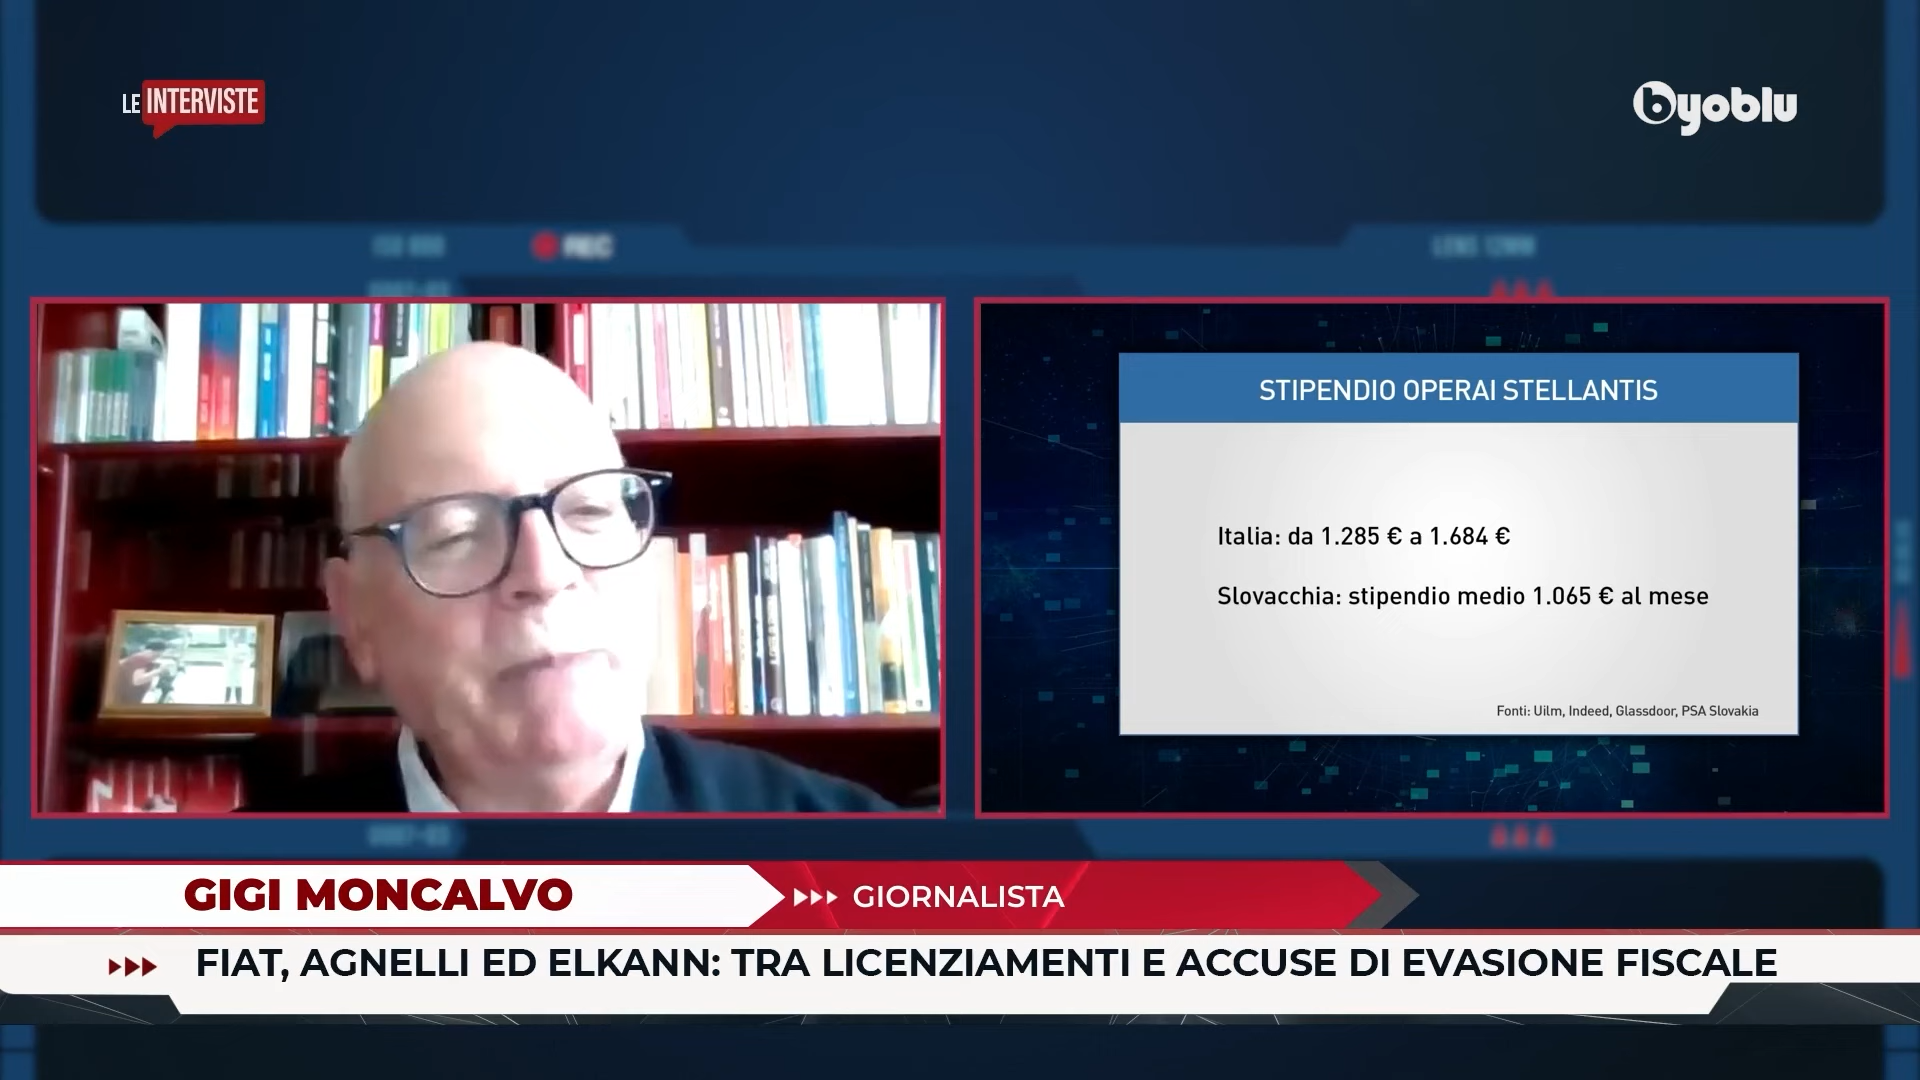 LE INTERVISTE
byoblu
REC
STIPENDIO OPERAI STELLANTIS
Italia: da 1.285 € a 1.684 €
Slovacchia: stipendio medio 1.065 € al mese
Fonti: Uilm, Indeed, Glassdoor, PSA Slovakia
GIGI MONCALVO
GIORNALISTA
FIAT, AGNELLI ED ELKANN: TRA LICENZIAMENTI E ACCUSE DI EVASIONE FISCALE